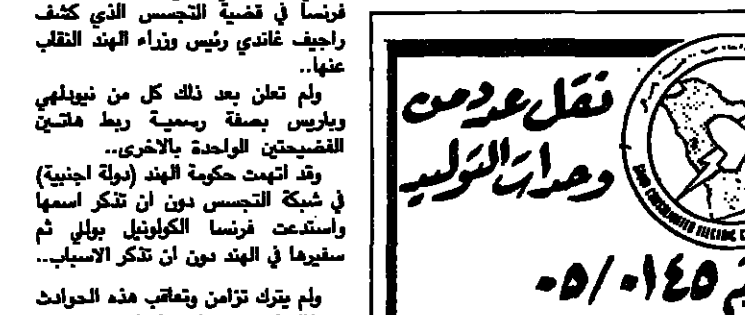 فرنسا في قضية التجسس الذي كشف
راجيف غاندي رئيس وزراء الهند النقاب
عنها..
ولم تعلن بعد ذلك كل من نيودلهي
وباريس بصفة رسمية ربط هاتين
الفضيحتين الواحدة بالاخرى..
وقد اتهمت حكومة الهند (دولة اجنبية)
في شبكة التجسس دون ان تذكر اسمها
واستدعت فرنسا الكولونيل بوللي ثم
سفيرها في الهند دون ان تذكر الاسباب..
ولم يترك تزامن وتعاقب هذه الحوادث
نقل عدد من
وحدات التوليد
CONSOLIDATED ELECTRIC
٠٥/٠١٤٥